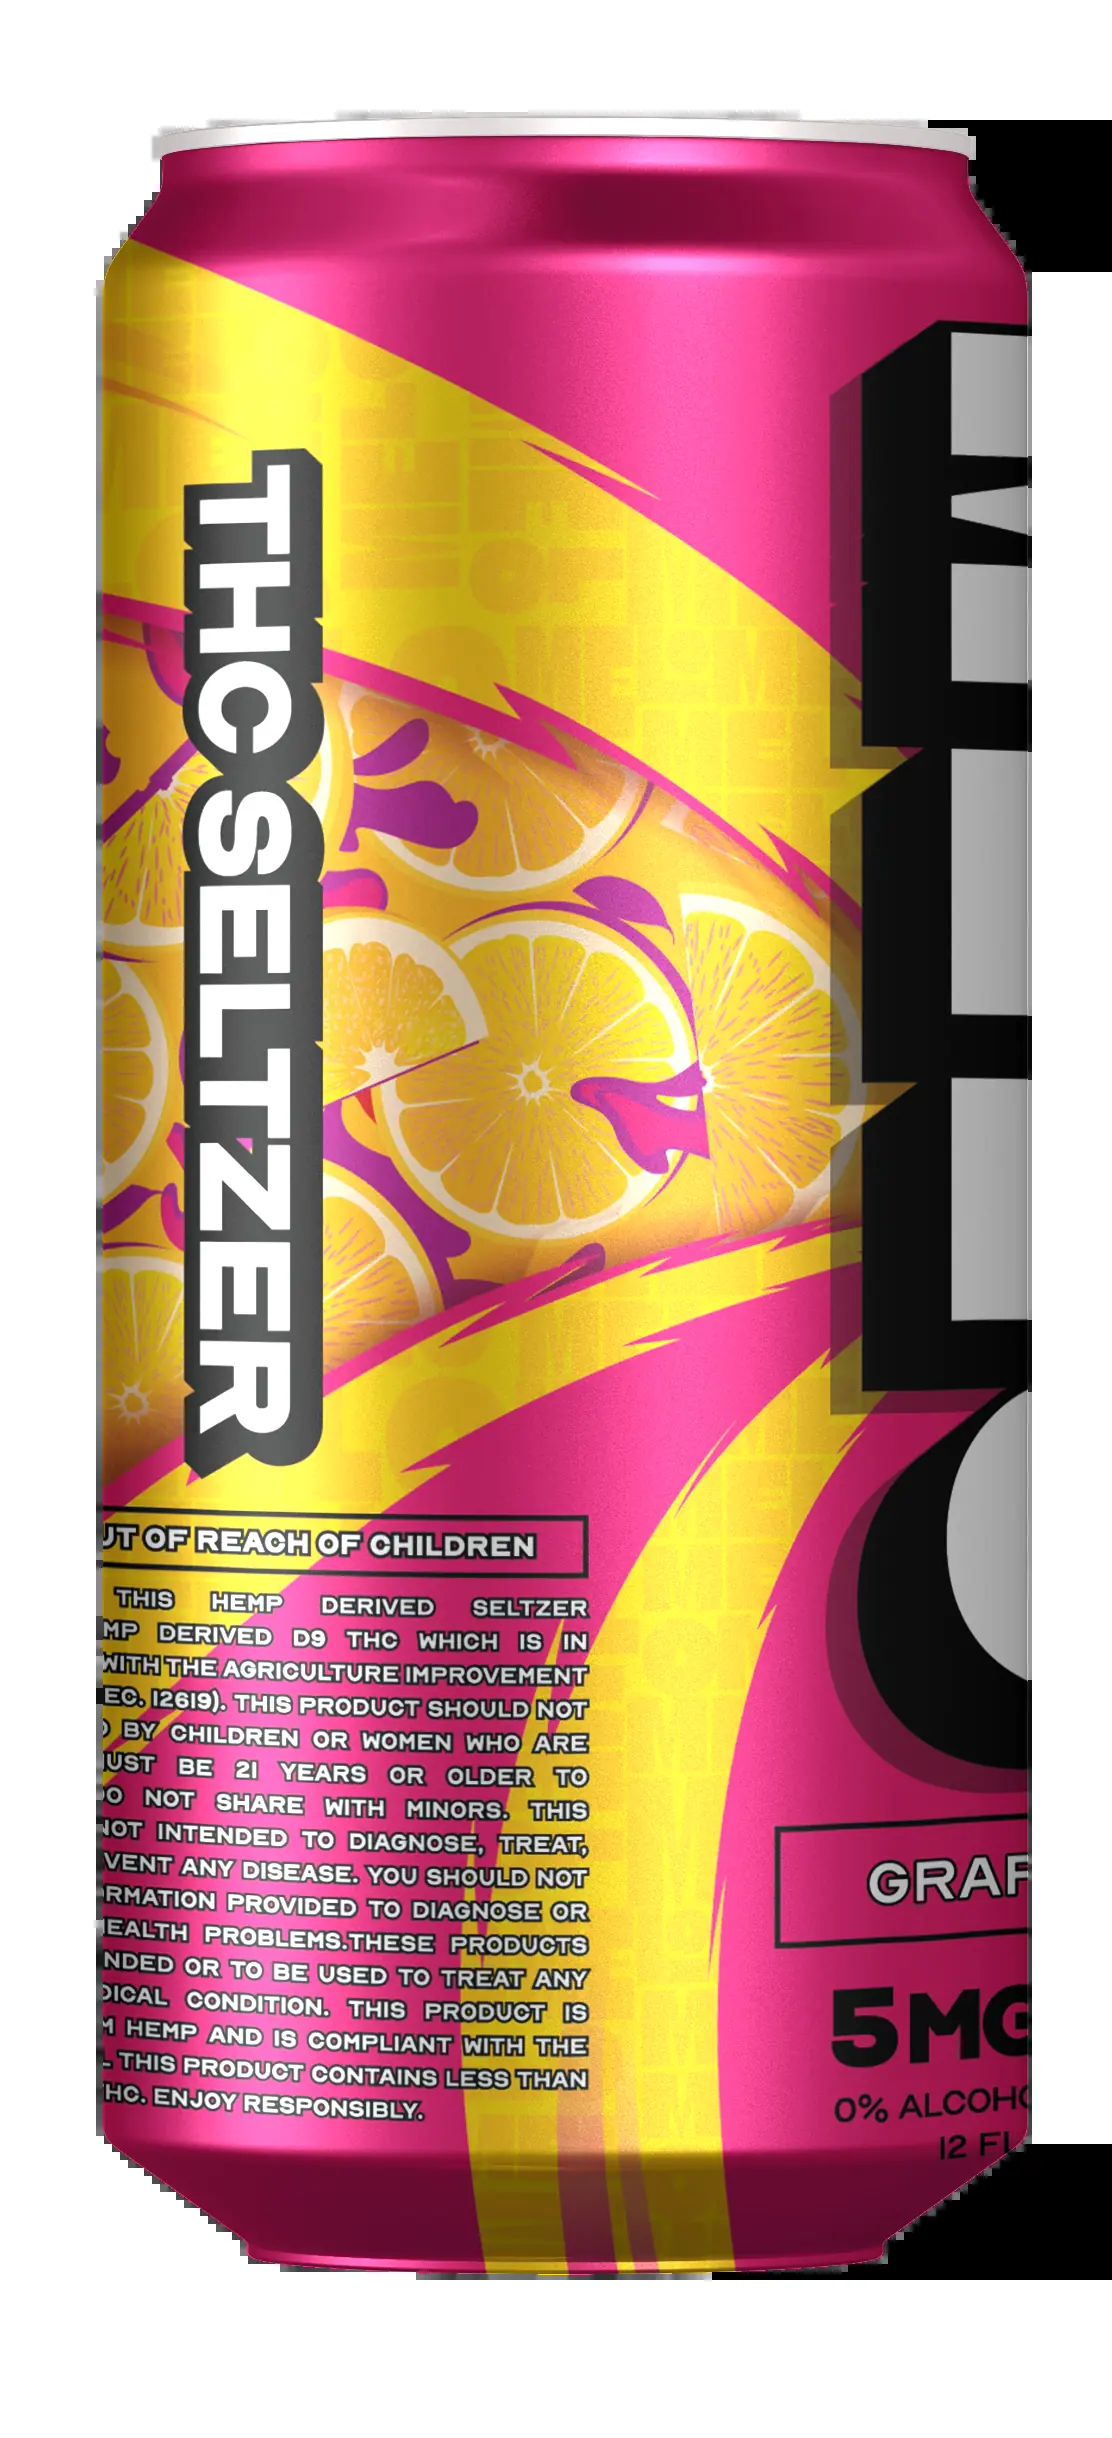 THC SELTZER
UT OF REACH OF CHILDREN
THIS HEMP DERIVED SELTZER
MP DERIVED D9 THC WHICH IS IN
WITH THE AGRICULTURE IMPROVEMENT
EC. 12619). THIS PRODUCT SHOULD NOT
BY CHILDREN OR WOMEN WHO ARE
UST BE 21 YEARS OR OLDER TO
O NOT SHARE WITH MINORS. THIS
NOT INTENDED TO DIAGNOSE, TREAT,
VENT ANY DISEASE. YOU SHOULD NOT
RMATION PROVIDED TO DIAGNOSE OR
HEALTH PROBLEMS.THESE PRODUCTS
NDED OR TO BE USED TO TREAT ANY
DICAL CONDITION. THIS PRODUCT IS
M HEMP AND IS COMPLIANT WITH THE
L THIS PRODUCT CONTAINS LESS THAN
THC. ENJOY RESPONSIBLY.
MELLO
GRAP
5MG
0% ALCOHO
12 FL